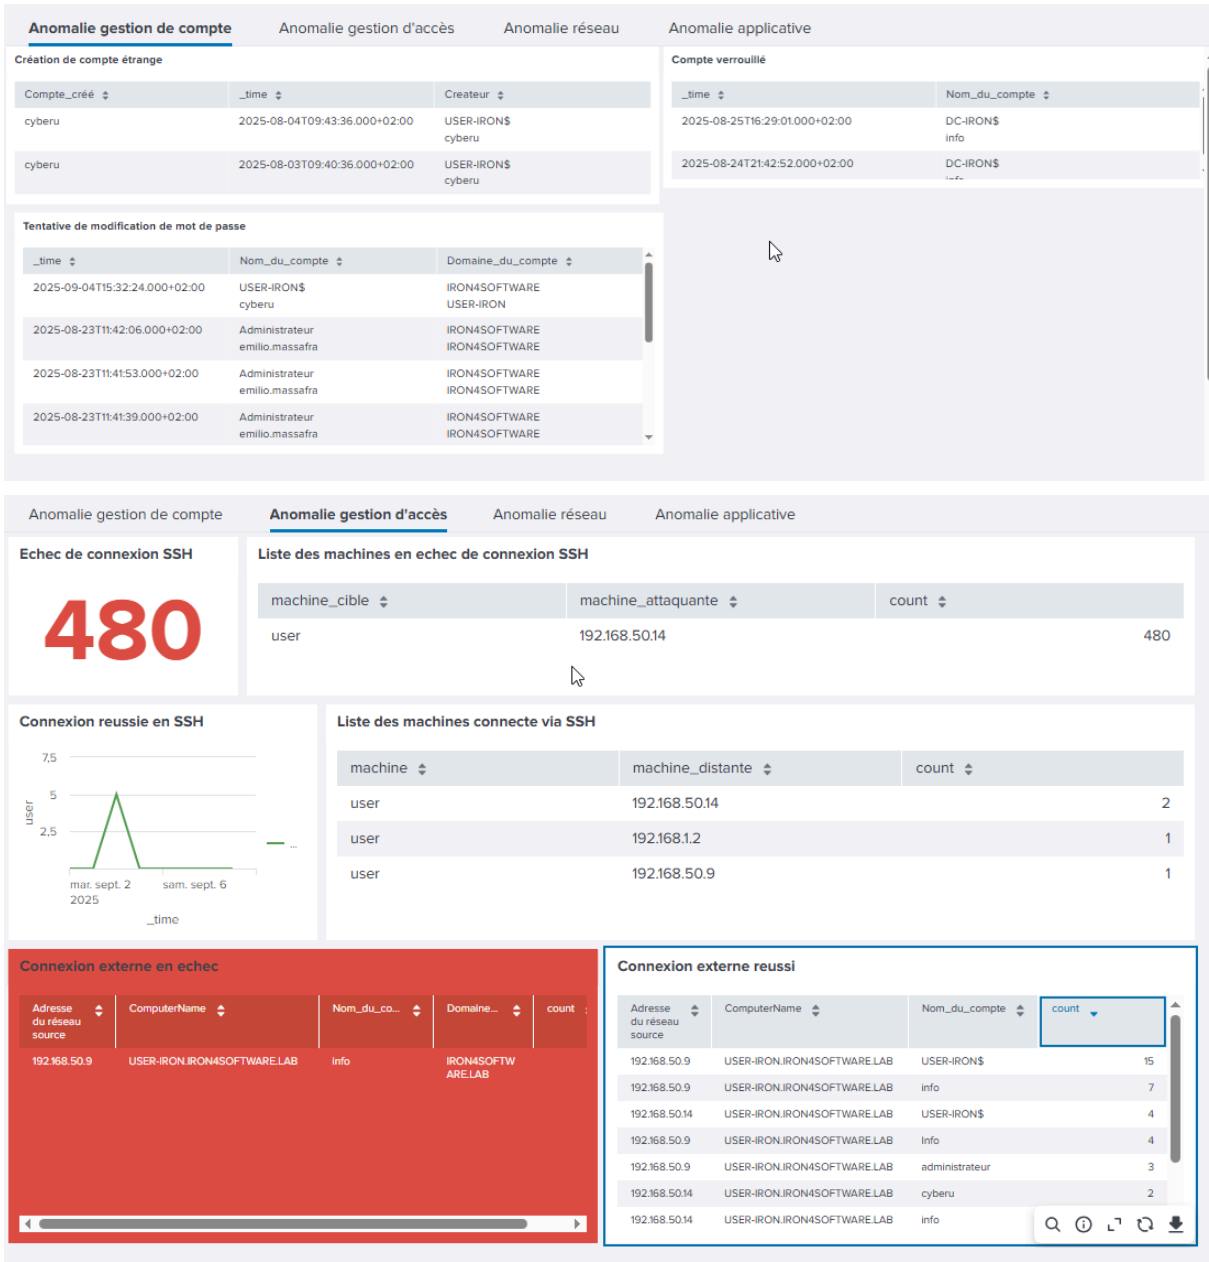 Anomalie gestion de compte Anomalie gestion d'accès Anomalie réseau Anomalie applicative
Création de compte étrange
Compte_créé _time Createur
cyberu 2025-08-04T09:43:36.000+02:00 USER-IRON$
cyberu
cyberu 2025-08-03T09:40:36.000+02:00 USER-IRON$
cyberu
Compte verrouillé
_time Nom_du_compte
2025-08-25T16:29:01.000+02:00 DC-IRON$
info
2025-08-24T21:42:52.000+02:00 DC-IRON$
Tentative de modification de mot de passe
_time Nom_du_compte Domaine_du_compte
2025-09-04T15:32:24.000+02:00 USER-IRON$ IRON4SOFTWARE
cyberu USER-IRON
2025-08-23T11:42:06.000+02:00 Administrateur IRON4SOFTWARE
emilio.massafra IRON4SOFTWARE
2025-08-23T11:41:53.000+02:00 Administrateur IRON4SOFTWARE
emilio.massafra IRON4SOFTWARE
2025-08-23T11:41:39.000+02:00 Administrateur IRON4SOFTWARE
emilio.massafra IRON4SOFTWARE
Anomalie gestion de compte Anomalie gestion d'accès Anomalie réseau Anomalie applicative
Echec de connexion SSH
480
Liste des machines en echec de connexion SSH
machine_cible machine_attaquante count
user 192.168.50.14 480
Connexion reussie en SSH
7,5
5
2,5
user
...
mar. sept. 2 sam. sept. 6
2025
_time
Liste des machines connecte via SSH
machine machine_distante count
user 192.168.50.14 2
user 192.168.1.2 1
user 192.168.50.9 1
Connexion externe en echec
Adresse du réseau source ComputerName Nom_du_co... Domaine... count
192.168.50.9 USER-IRON.IRON4SOFTWARE.LAB info IRON4SOFTW
ARE.LAB
Connexion externe reussi
Adresse du réseau source ComputerName Nom_du_compte count
192.168.50.9 USER-IRON.IRON4SOFTWARE.LAB USER-IRON$ 15
192.168.50.9 USER-IRON.IRON4SOFTWARE.LAB info 7
192.168.50.14 USER-IRON.IRON4SOFTWARE.LAB USER-IRON$ 4
192.168.50.9 USER-IRON.IRON4SOFTWARE.LAB Info 4
192.168.50.9 USER-IRON.IRON4SOFTWARE.LAB administrateur 3
192.168.50.14 USER-IRON.IRON4SOFTWARE.LAB cyberu 2
192.168.50.14 USER-IRON.IRON4SOFTWARE.LAB info